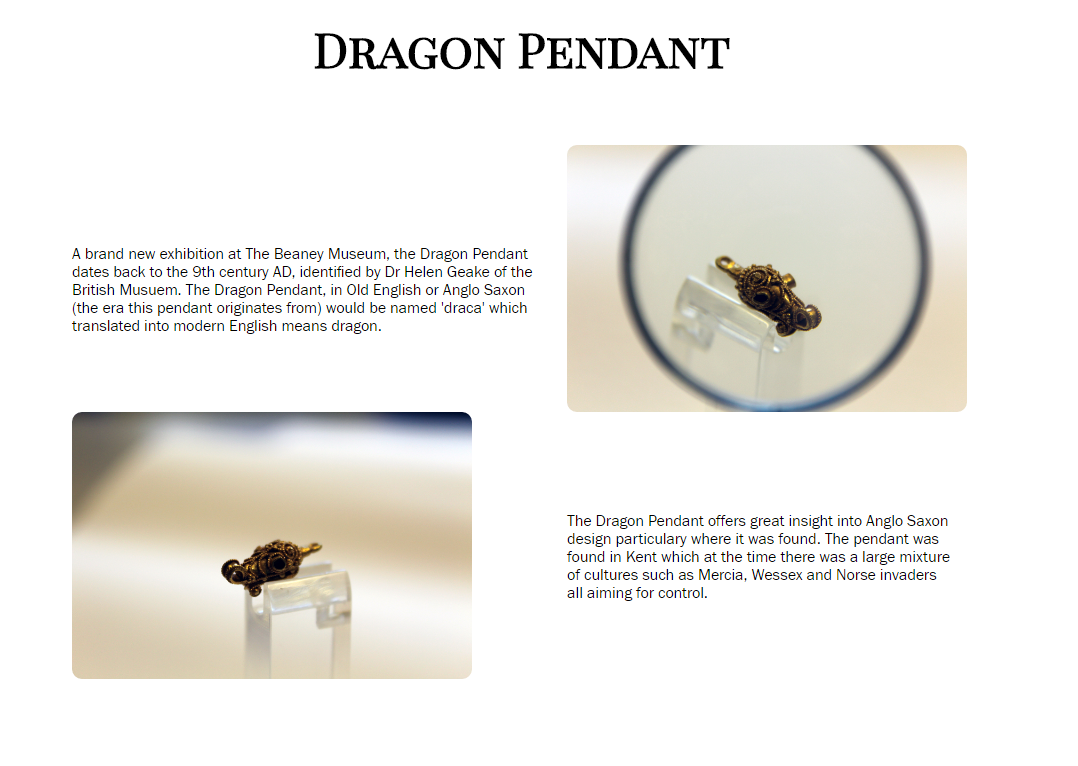 DRAGON PENDANT
A brand new exhibition at The Beaney Museum, the Dragon Pendant
dates back to the 9th century AD, identified by Dr Helen Geake of the
British Musuem. The Dragon Pendant, in Old English or Anglo Saxon
(the era this pendant originates from) would be named 'draca' which
translated into modern English means dragon.
The Dragon Pendant offers great insight into Anglo Saxon
design particulary where it was found. The pendant was
found in Kent which at the time there was a large mixture
of cultures such as Mercia, Wessex and Norse invaders
all aiming for control.